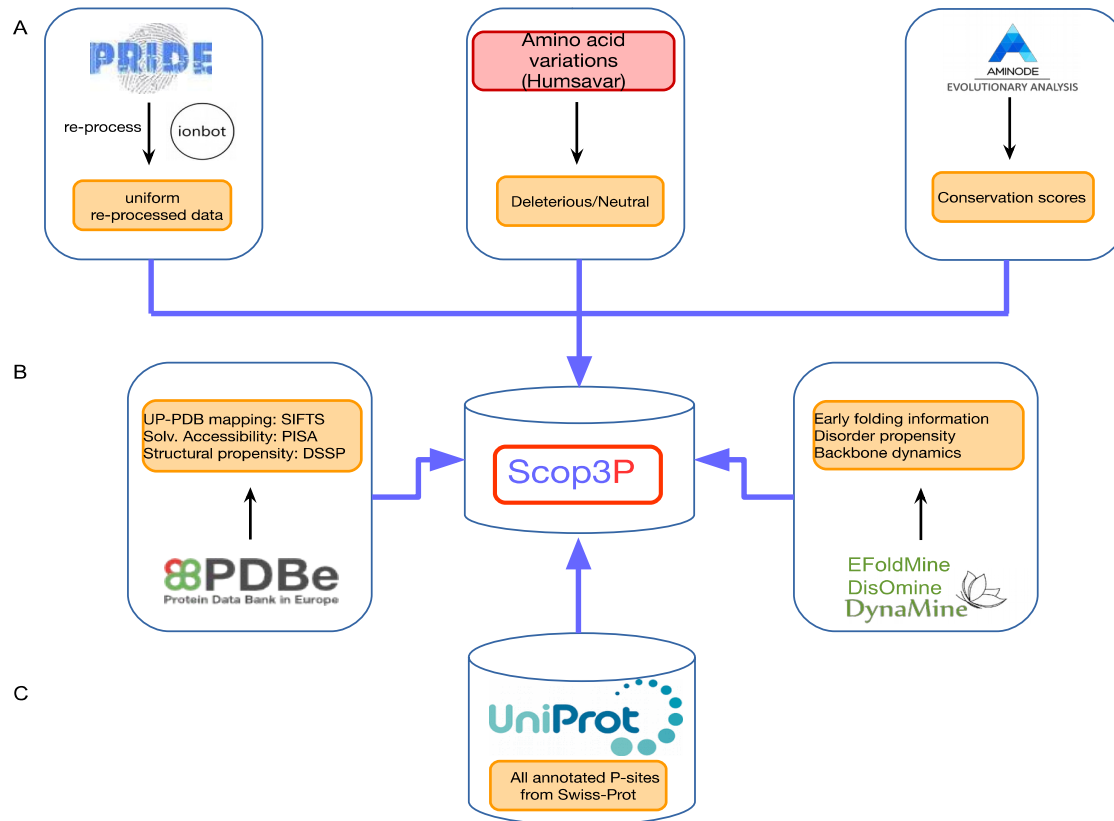 A
PRIDE
re-process
ionbot
uniform
re-processed data
Amino acid
variations
(Humsavar)
Deleterious/Neutral
AMINODE
EVOLUTIONARY ANALYSIS
Conservation scores
B
UP-PDB mapping: SIFTS
Solv. Accessibility: PISA
Structural propensity: DSSP
PDBe
Protein Data Bank in Europe
Scop3P
Early folding information
Disorder propensity
Backbone dynamics
EFoldMine
DisOmine
DynaMine
C
UniProt
All annotated P-sites
from Swiss-Prot